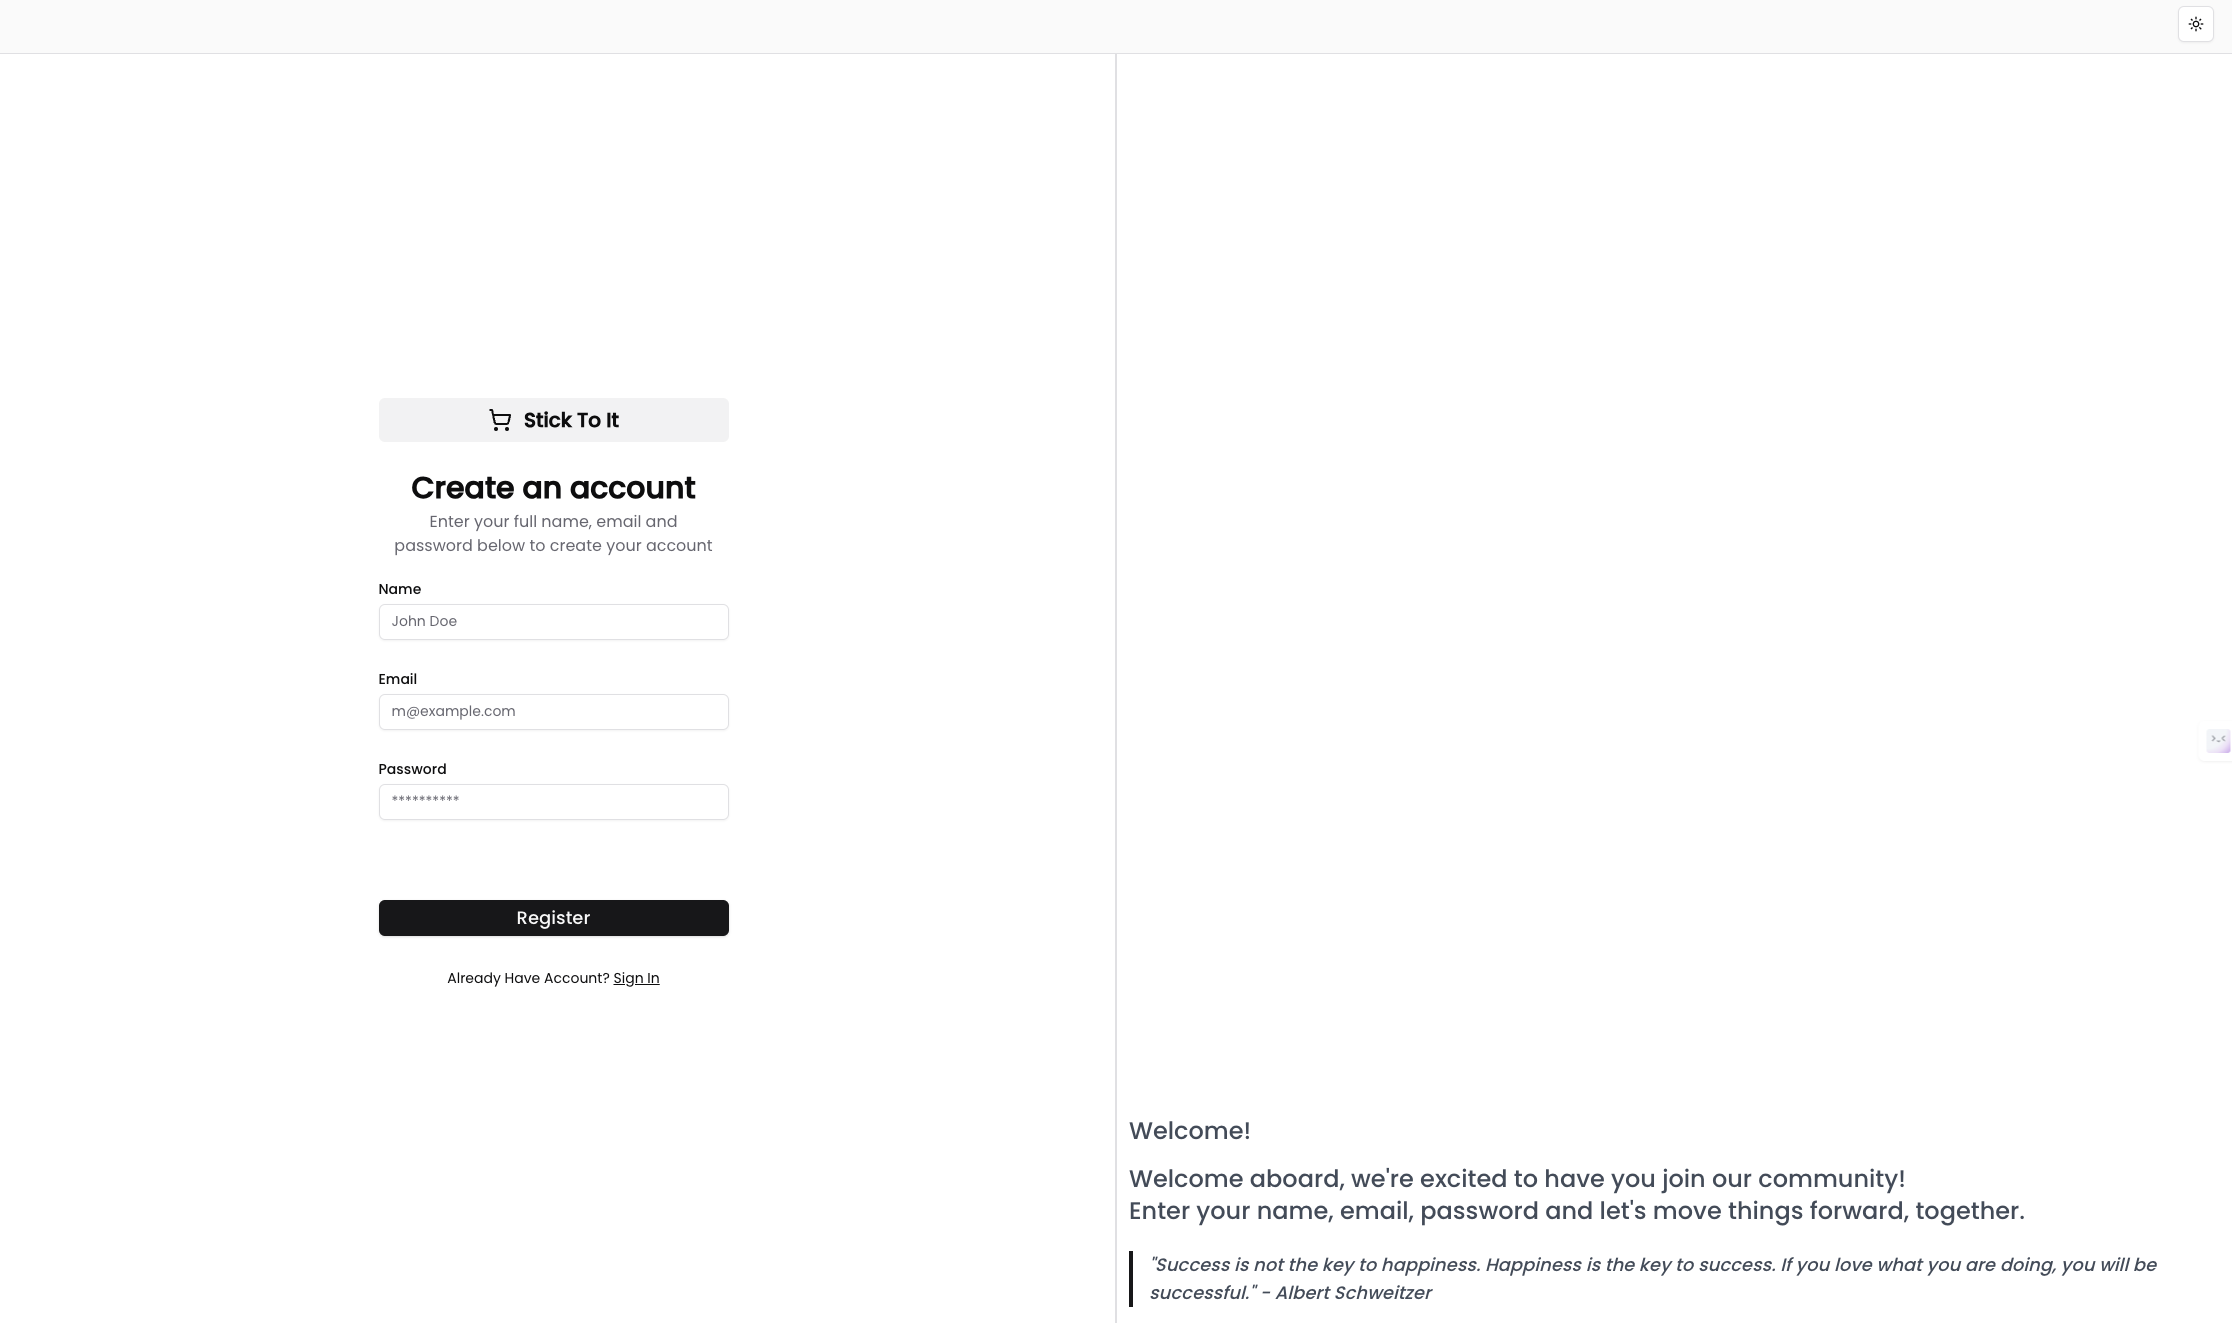 Stick To It
Create an account
Enter your full name, email and
password below to create your account
Name
John Doe
Email
m@example.com
Password
**********
Register
Already Have Account? Sign In
Welcome!
Welcome aboard, we're excited to have you join our community!
Enter your name, email, password and let's move things forward, together.
"Success is not the key to happiness. Happiness is the key to success. If you love what you are doing, you will be
successful." - Albert Schweitzer